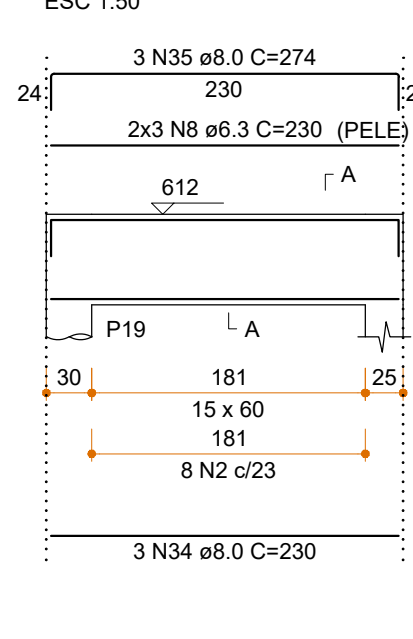 ESC 1:50
3 N35 ø8.0 C=274
24 230
2x3 N8 ø6.3 C=230 (PELE)
A
612
P19 A
30 181 25
15 x 60
181
8 N2 c/23
3 N34 ø8.0 C=230